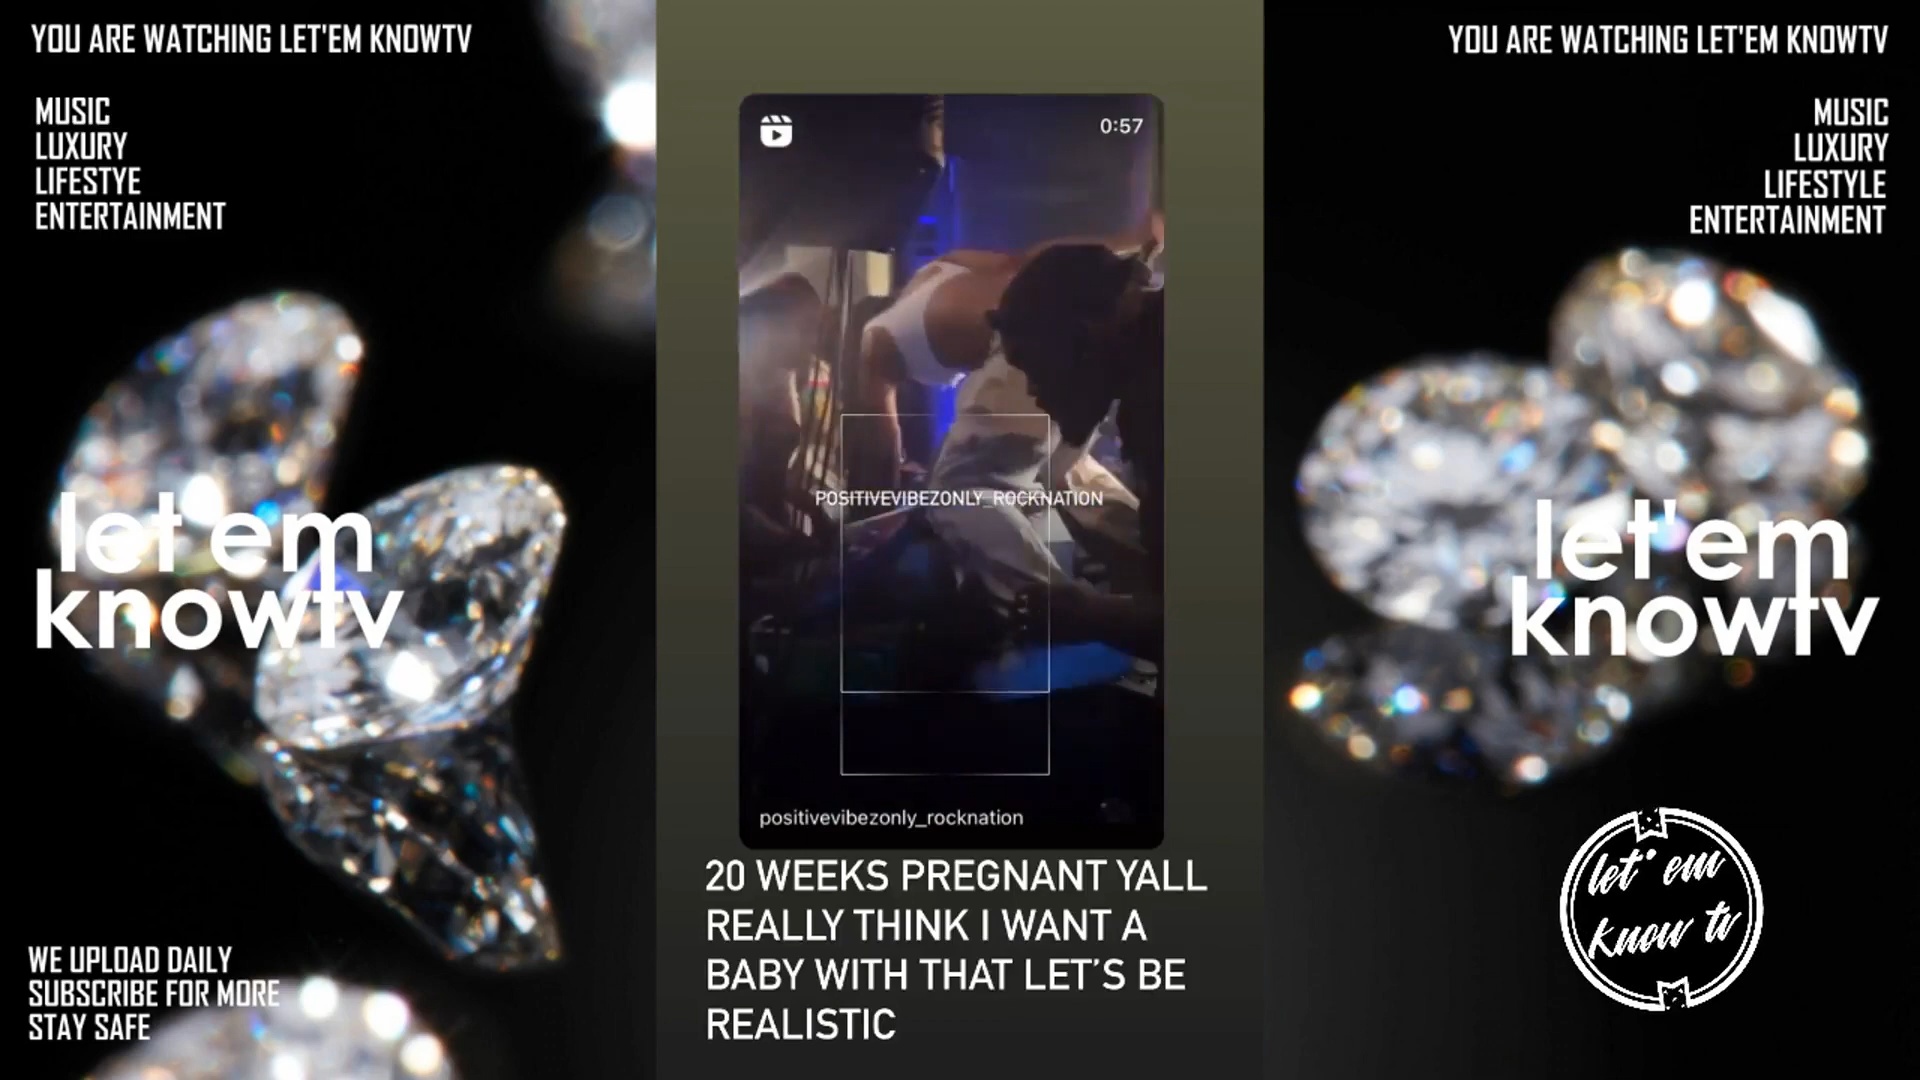 YOU ARE WATCHING LET'EM KNOWTV
MUSIC
LUXURY
LIFESTYE
ENTERTAINMENT
let'em
knowtv
WE UPLOAD DAILY
SUBSCRIBE FOR MORE
STAY SAFE
0:57
POSITIVEVIBEZONLY_ROCKNATION
positivevibezonly_rocknation
20 WEEKS PREGNANT YALL
REALLY THINK I WANT A
BABY WITH THAT LET'S BE
REALISTIC
YOU ARE WATCHING LET'EM KNOWTV
MUSIC
LUXURY
LIFESTYLE
ENTERTAINMENT
let'em
knowtv
let' em
know tv